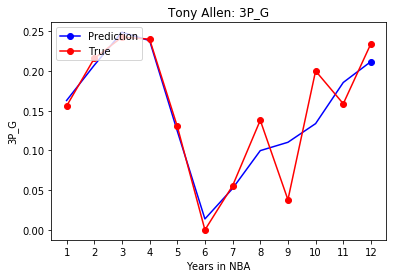 Tony Allen: 3P_G
Prediction
True
3P_G
0.25
0.20
0.15
0.10
0.05
0.00
1 2 3 4 5 6 7 8 9 10 11 12
Years in NBA